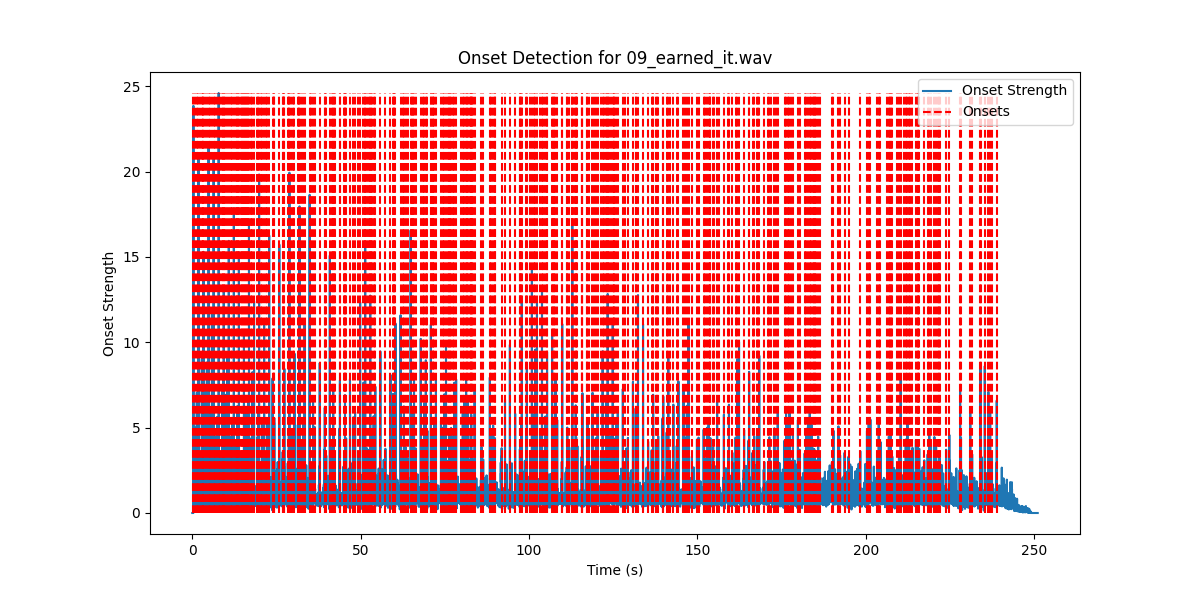 Onset Detection for 09_earned_it.wav
Onset Strength
Onsets
25
20
15
10
5
0
Onset Strength
0 50 100 150 200 250
Time (s)